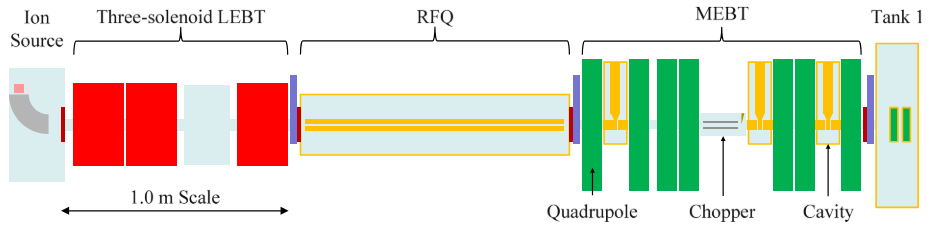 Ion
Source
Three-solenoid LEBT
RFQ
MEBT
Tank 1
1.0 m Scale
Quadrupole
Chopper
Cavity